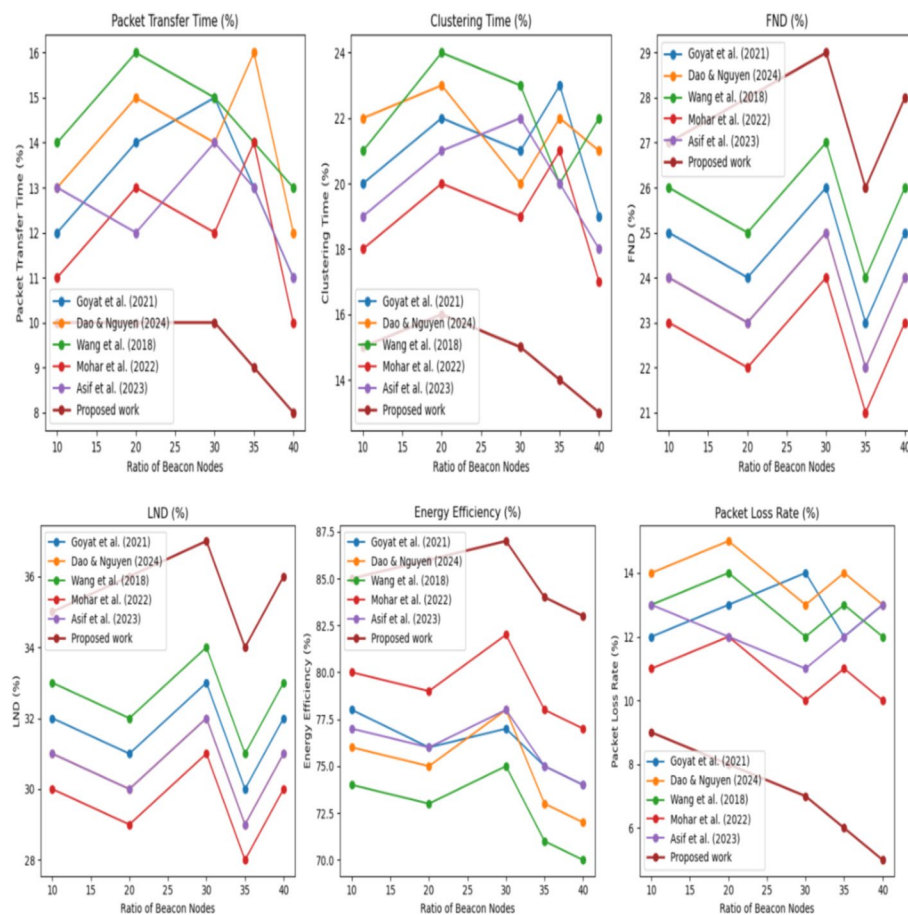 Packet Transfer Time (%)
Packet Transfer Time (%)
16
15
14
13
12
11
10
9
8
Goyat et al. (2021)
Dao & Nguyen (2024)
Wang et al. (2018)
Mohar et al. (2022)
Asif et al. (2023)
Proposed work
10 15 20 25 30 35 40
Ratio of Beacon Nodes
Clustering Time (%)
Clustering Time (%)
24
22
20
18
16
14
Goyat et al. (2021)
Dao & Nguyen (2024)
Wang et al. (2018)
Mohar et al. (2022)
Asif et al. (2023)
Proposed work
10 15 20 25 30 35 40
Ratio of Beacon Nodes
FND (%)
FND (%)
29
28
27
26
25
24
23
22
21
Goyat et al. (2021)
Dao & Nguyen (2024)
Wang et al. (2018)
Mohar et al. (2022)
Asif et al. (2023)
Proposed work
10 15 20 25 30 35 40
Ratio of Beacon Nodes
LND (%)
LND (%)
36
34
32
30
28
Goyat et al. (2021)
Dao & Nguyen (2024)
Wang et al. (2018)
Mohar et al. (2022)
Asif et al. (2023)
Proposed work
10 15 20 25 30 35 40
Ratio of Beacon Nodes
Energy Efficiency (%)
Energy Efficiency (%)
87.5
85.0
82.5
80.0
77.5
75.0
72.5
70.0
Goyat et al. (2021)
Dao & Nguyen (2024)
Wang et al. (2018)
Mohar et al. (2022)
Asif et al. (2023)
Proposed work
10 15 20 25 30 35 40
Ratio of Beacon Nodes
Packet Loss Rate (%)
Packet Loss Rate (%)
14
12
10
8
6
Goyat et al. (2021)
Dao & Nguyen (2024)
Wang et al. (2018)
Mohar et al. (2022)
Asif et al. (2023)
Proposed work
10 15 20 25 30 35 40
Ratio of Beacon Nodes